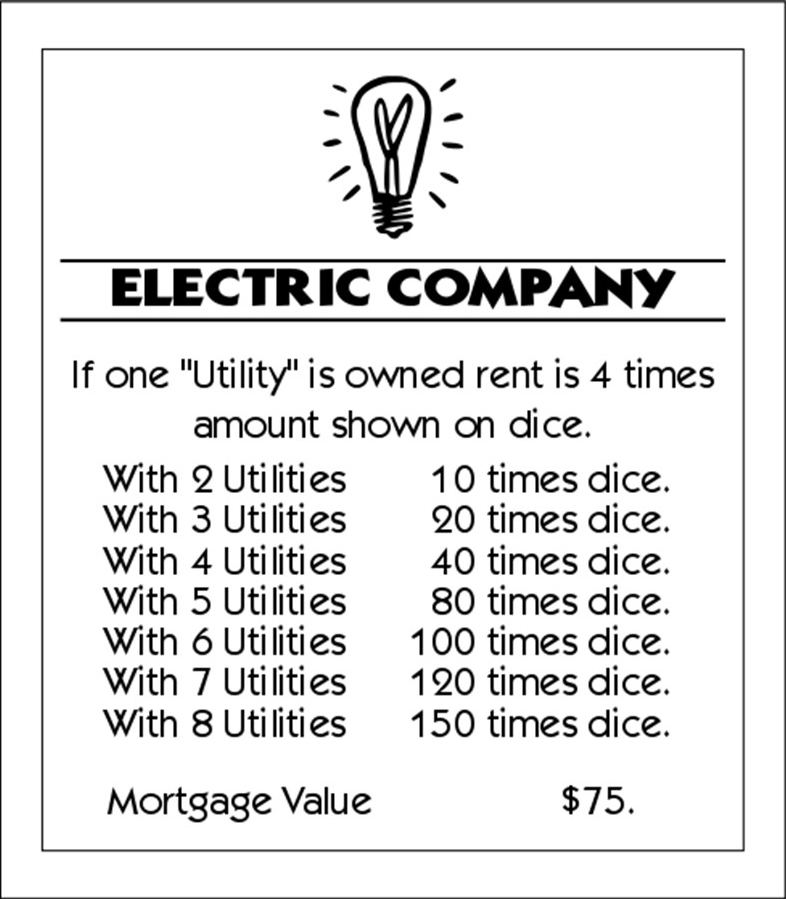 ELECTRIC COMPANY
If one "Utility" is owned rent is 4 times
amount shown on dice.
With 2 Utilities 10 times dice.
With 3 Utilities 20 times dice.
With 4 Utilities 40 times dice.
With 5 Utilities 80 times dice.
With 6 Utilities 100 times dice.
With 7 Utilities 120 times dice.
With 8 Utilities 150 times dice.
Mortgage Value $75.